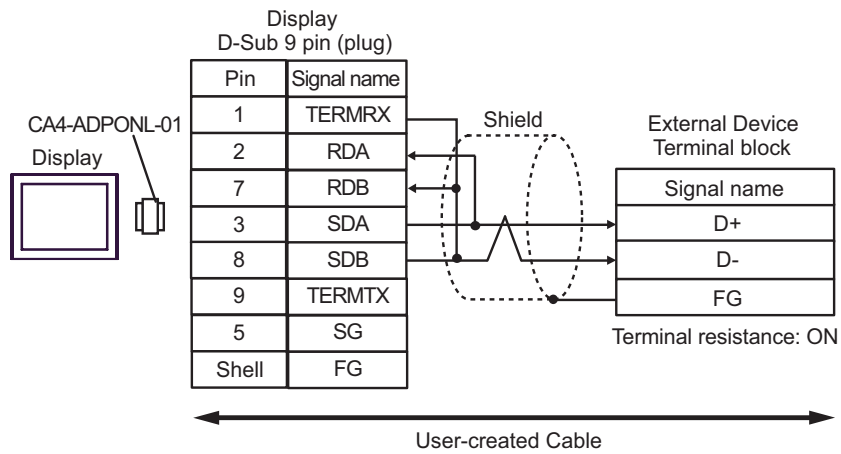 Display
D-Sub 9 pin (plug)
Pin Signal name
1 TERMRX
2 RDA
7 RDB
3 SDA
8 SDB
9 TERMTX
5 SG
Shell FG
CA4-ADPONL-01
Display
Shield
External Device
Terminal block
Signal name
D+
D-
FG
Terminal resistance: ON
User-created Cable